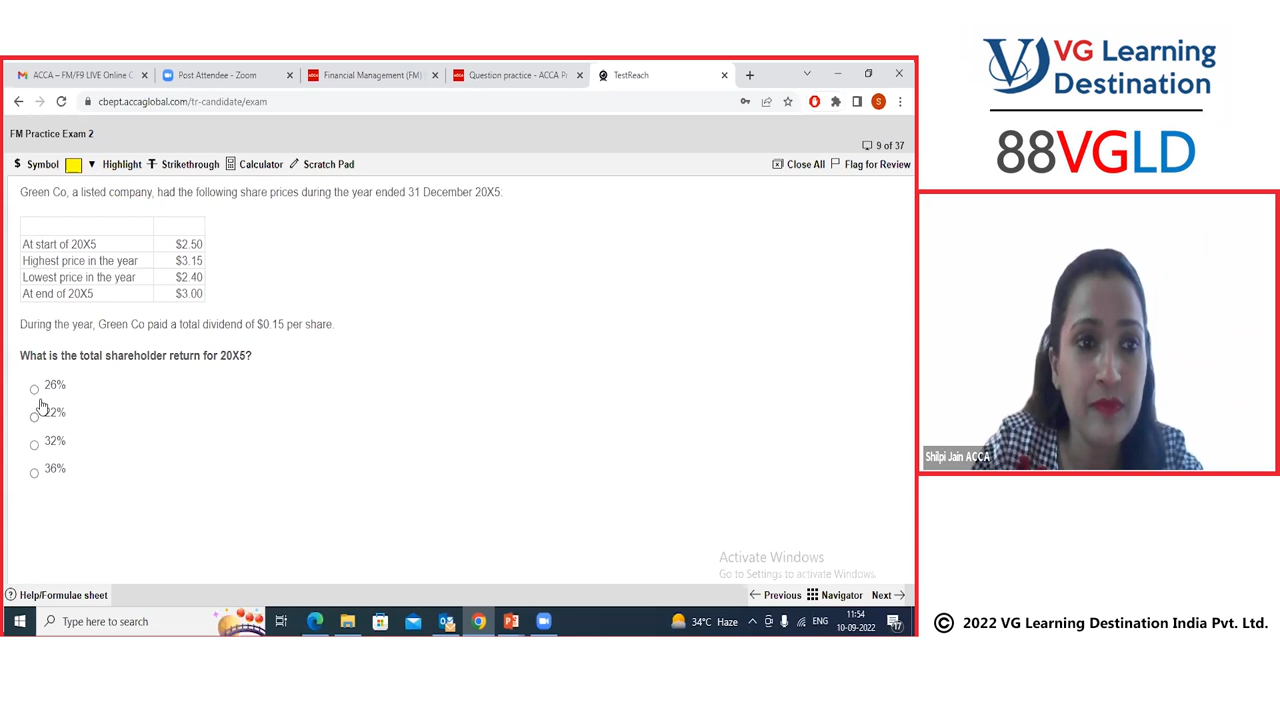 ACCA – FM/F9 LIVE Online C
Post Attendee - Zoom
Financial Management (FM)
Question practice - ACCA Pr
TestReach
cbept.accaglobal.com/tr-candidate/exam
S
FM Practice Exam 2
9 of 37
$ Symbol Highlight Strikethrough Calculator Scratch Pad
Close All Flag for Review
Green Co, a listed company, had the following share prices during the year ended 31 December 20X5:
At start of 20X5 $2.50
Highest price in the year $3.15
Lowest price in the year $2.40
At end of 20X5 $3.00
During the year, Green Co paid a total dividend of $0.15 per share.
What is the total shareholder return for 20X5?
26%
22%
32%
36%
Activate Windows
Go to Settings to activate Windows.
Help/Formulae sheet
Previous Navigator Next
Type here to search
34°C Haze
ENG
11:54
10-09-2022
17
VG Learning
Destination
88VGLD
Shilpi Jain ACCA
© 2022 VG Learning Destination India Pvt. Ltd.